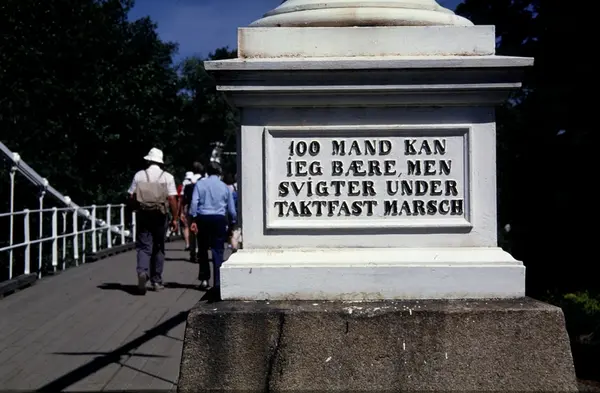 100 MAND KAN
iEG BÆRE, MEN
SVIGTER UNDER
TAKTFAST MARSCH